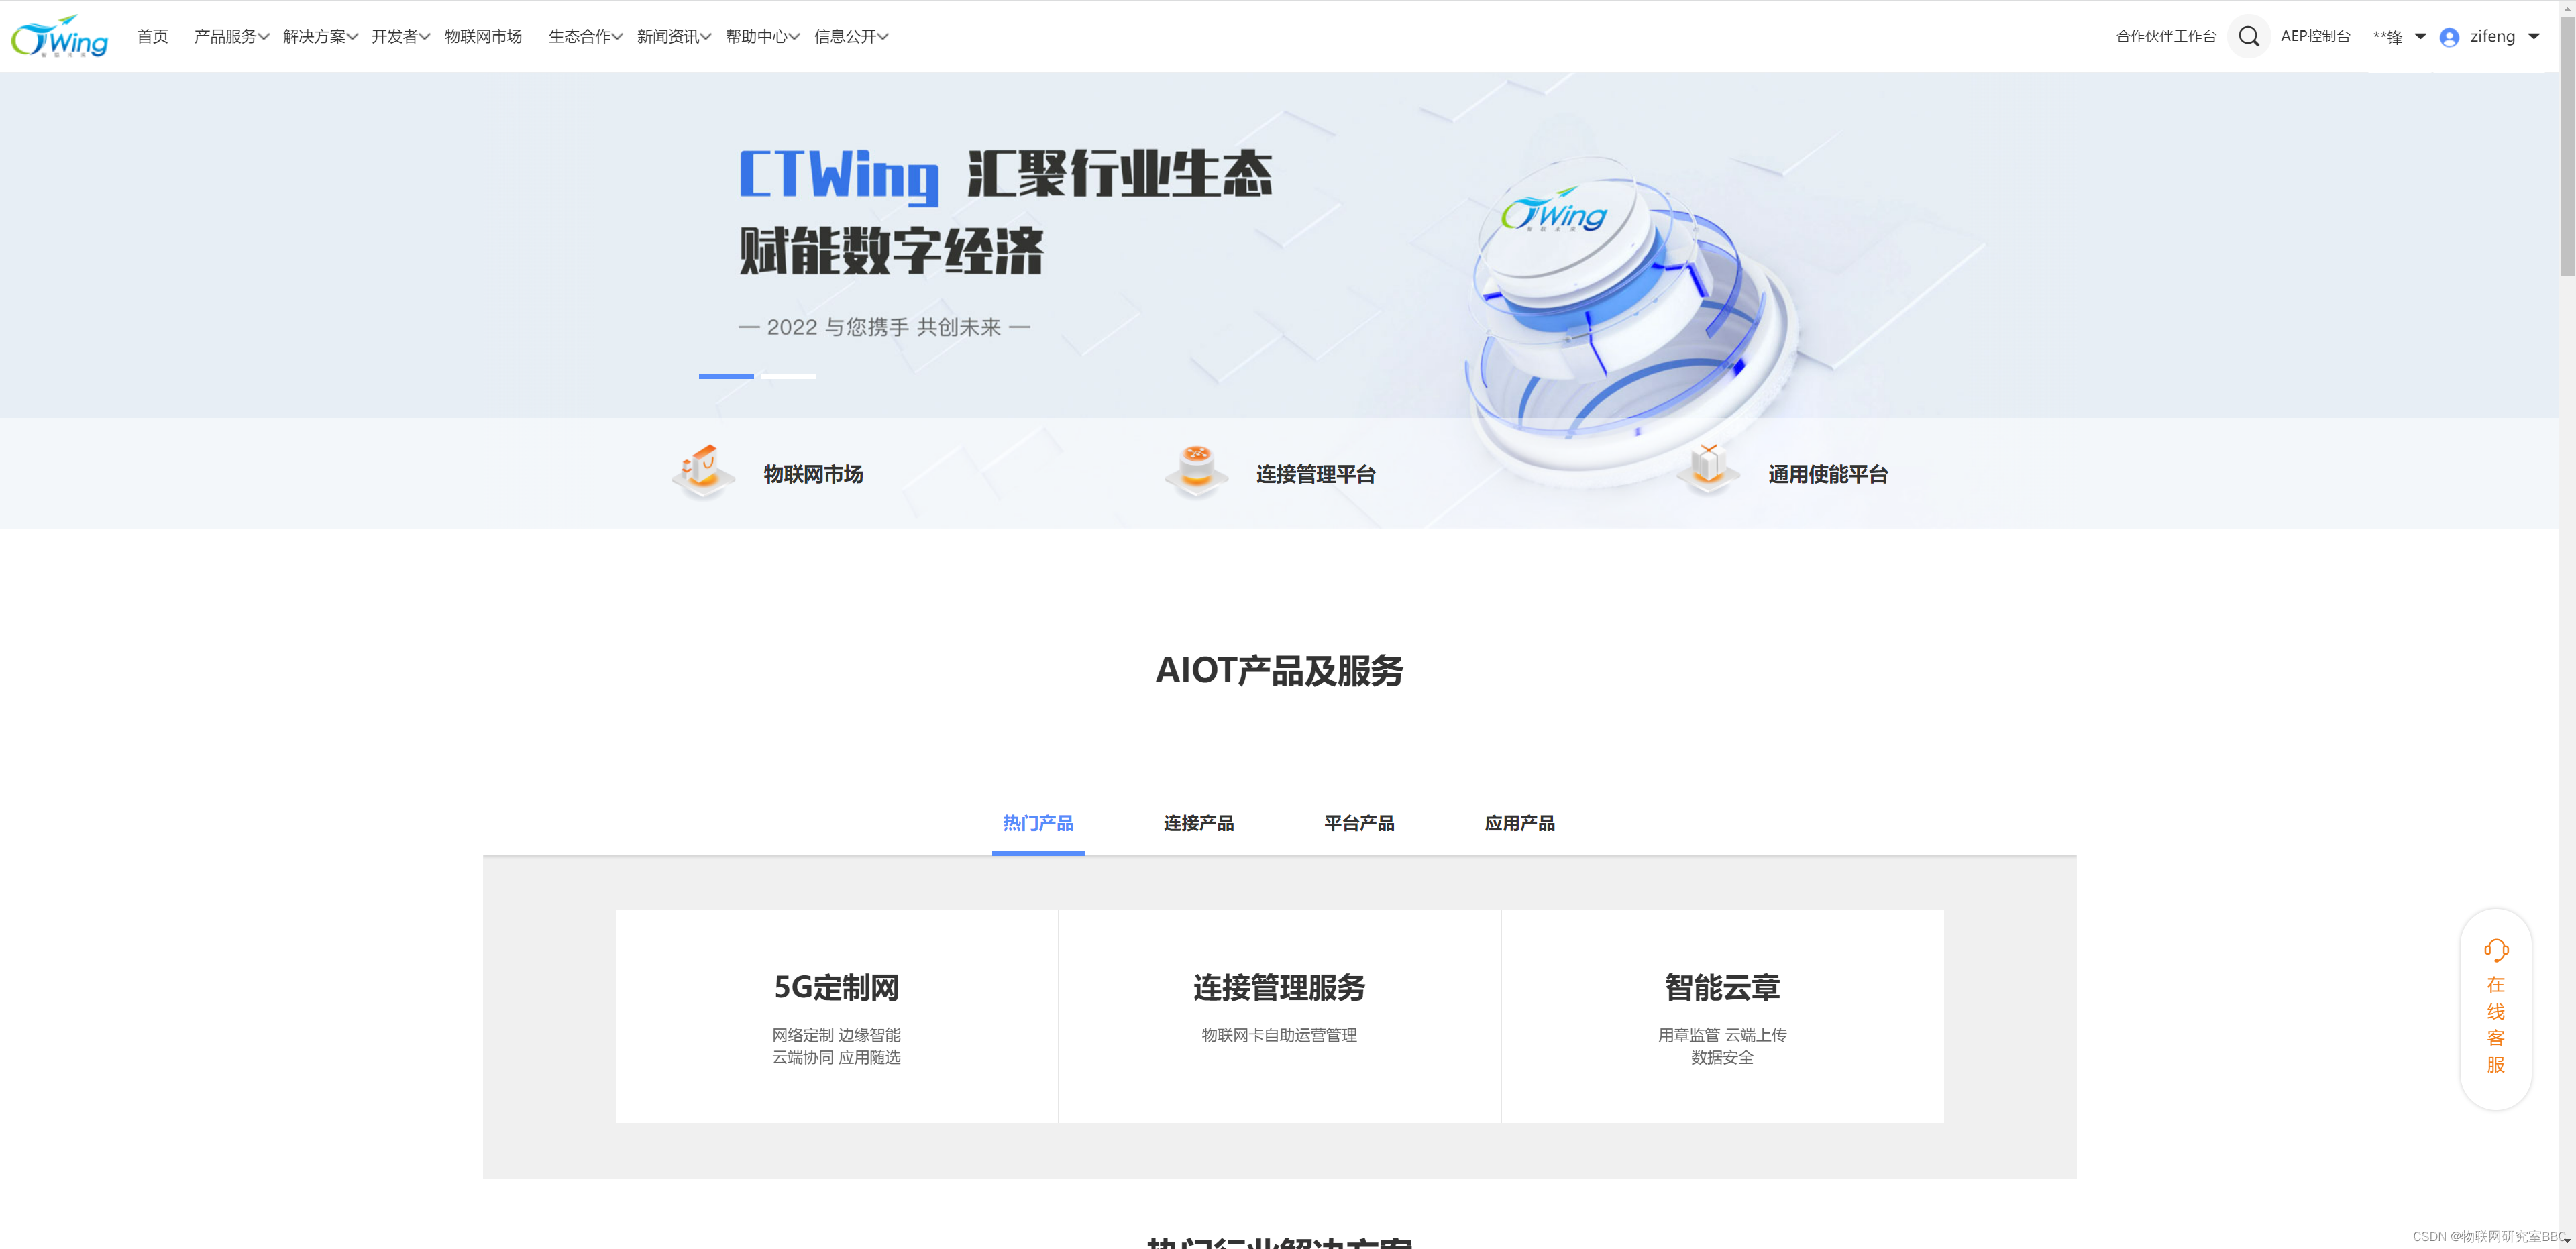 CTWing
首页 产品服务 解决方案 开发者 物联网市场 生态合作 新闻资讯 帮助中心 信息公开 合作伙伴工作台 AEP控制台 **锋 zifeng
CTWing 汇聚行业生态
赋能数字经济
— 2022 与您携手 共创未来 —
CTWing
物联网市场 连接管理平台 通用使能平台
AIOT产品及服务
热门产品 连接产品 平台产品 应用产品
5G定制网
网络定制 边缘智能
云端协同 应用随选
连接管理服务
物联网卡自助运营管理
智能云章
用章监管 云端上传
数据安全
在
线
客
服
热门行业解决方案
CSDN @物联网研究室BBC